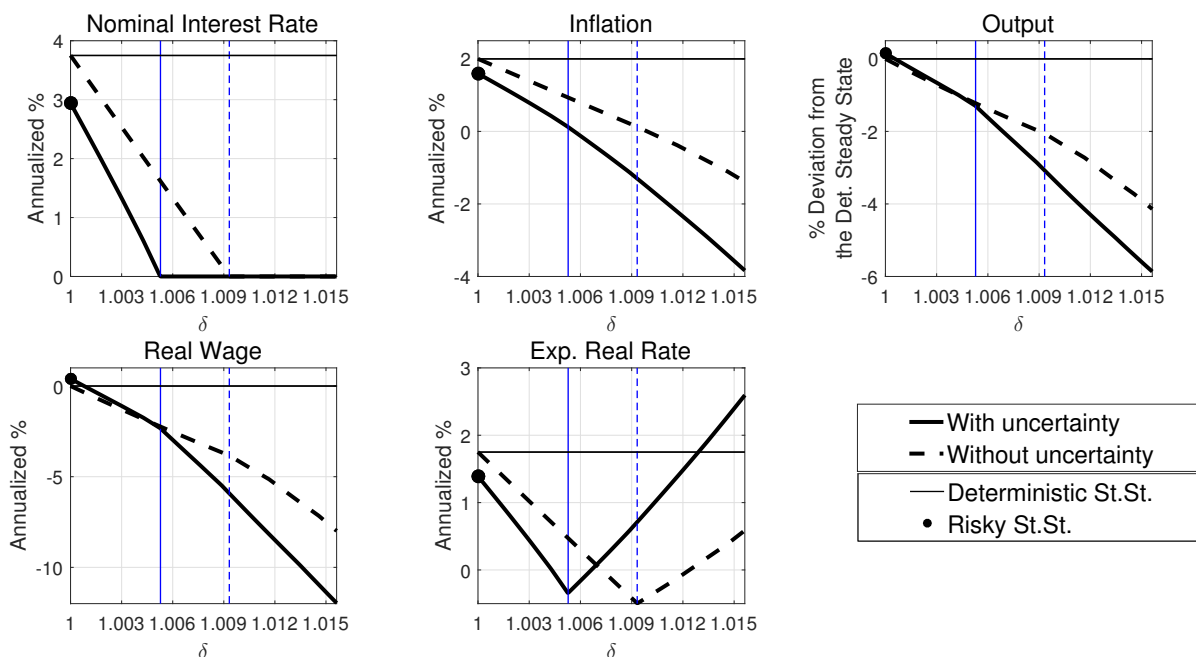 Nominal Interest Rate
Annualized %
4
3
2
1
0
1 1.003 1.006 1.009 1.012 1.015
δ
Inflation
Annualized %
2
0
-2
-4
1 1.003 1.006 1.009 1.012 1.015
δ
Output
% Deviation from
the Det. Steady State
0
-2
-4
-6
1 1.003 1.006 1.009 1.012 1.015
δ
Real Wage
Annualized %
0
-5
-10
1 1.003 1.006 1.009 1.012 1.015
δ
Exp. Real Rate
Annualized %
3
2
1
0
1 1.003 1.006 1.009 1.012 1.015
δ
With uncertainty
Without uncertainty
Deterministic St.St.
Risky St.St.